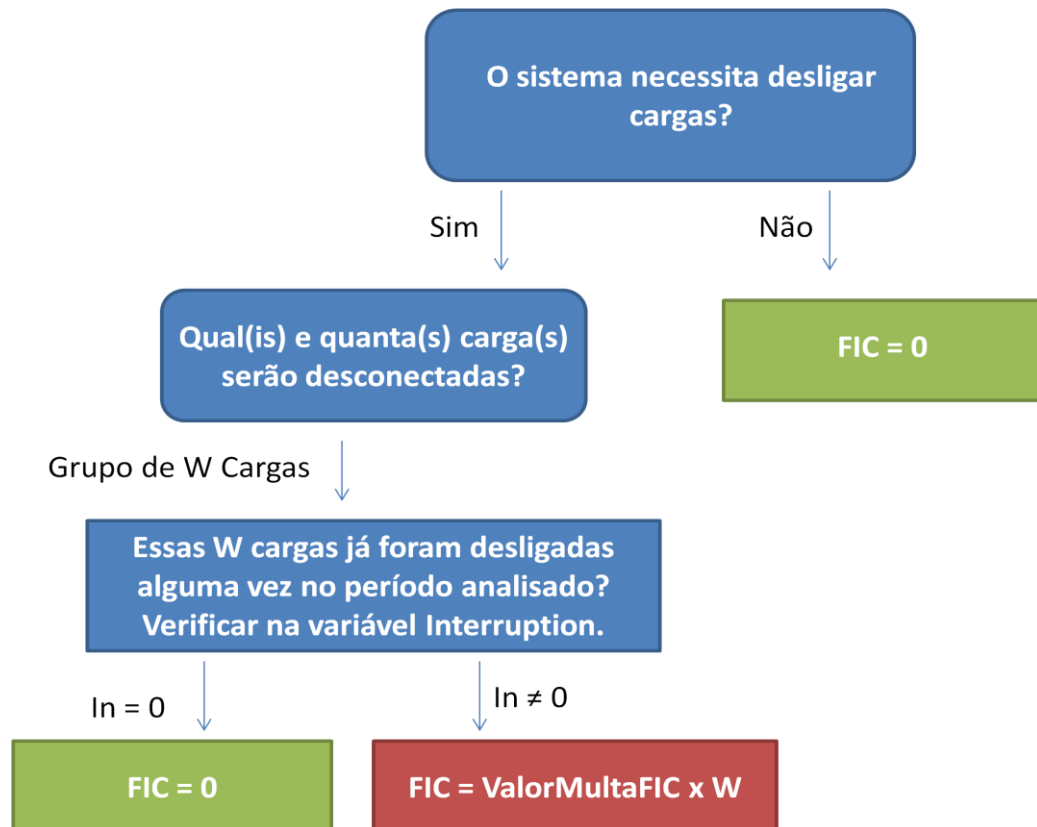 O sistema necessita desligar
cargas?
Sim
Não
Qual(is) e quanta(s) carga(s)
serão desconectadas?
FIC = 0
Grupo de W Cargas
Essas W cargas já foram desligadas
alguma vez no período analisado?
Verificar na variável Interruption.
In = 0
In ≠ 0
FIC = 0
FIC = ValorMultaFIC x W